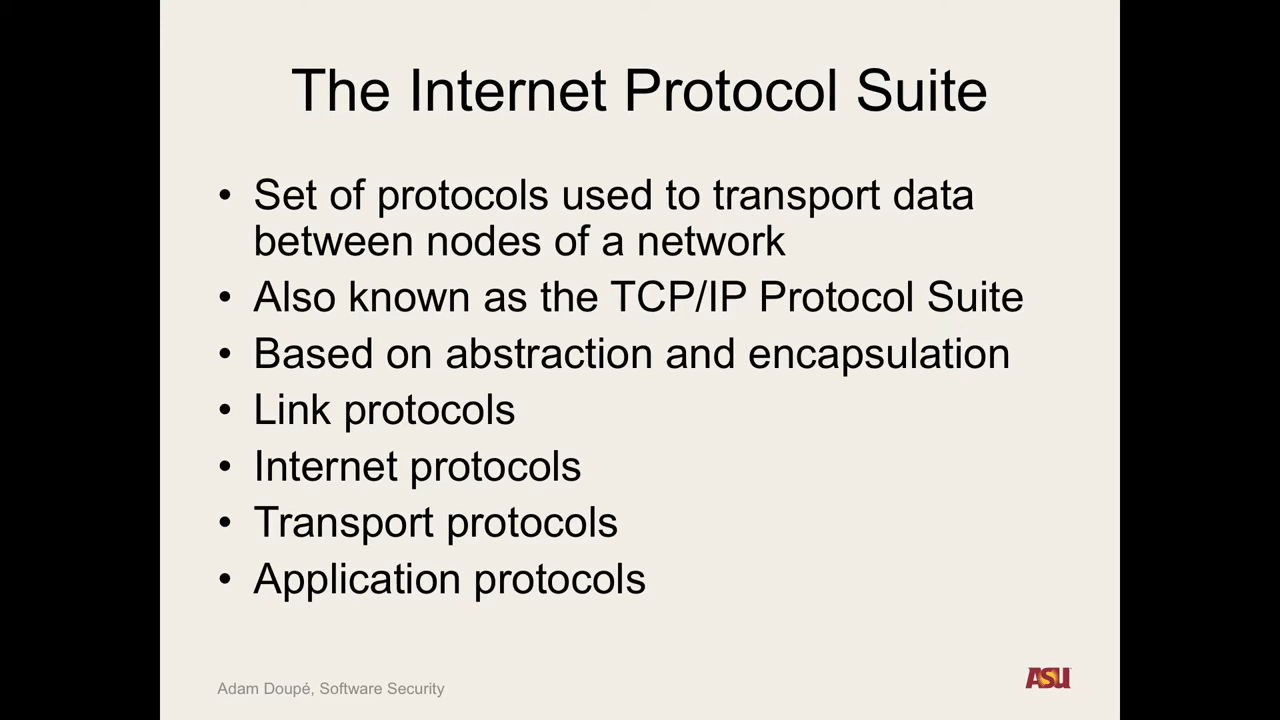 The Internet Protocol Suite
• Set of protocols used to transport data
between nodes of a network
• Also known as the TCP/IP Protocol Suite
• Based on abstraction and encapsulation
• Link protocols
• Internet protocols
• Transport protocols
• Application protocols
Adam Doupé, Software Security
ASU